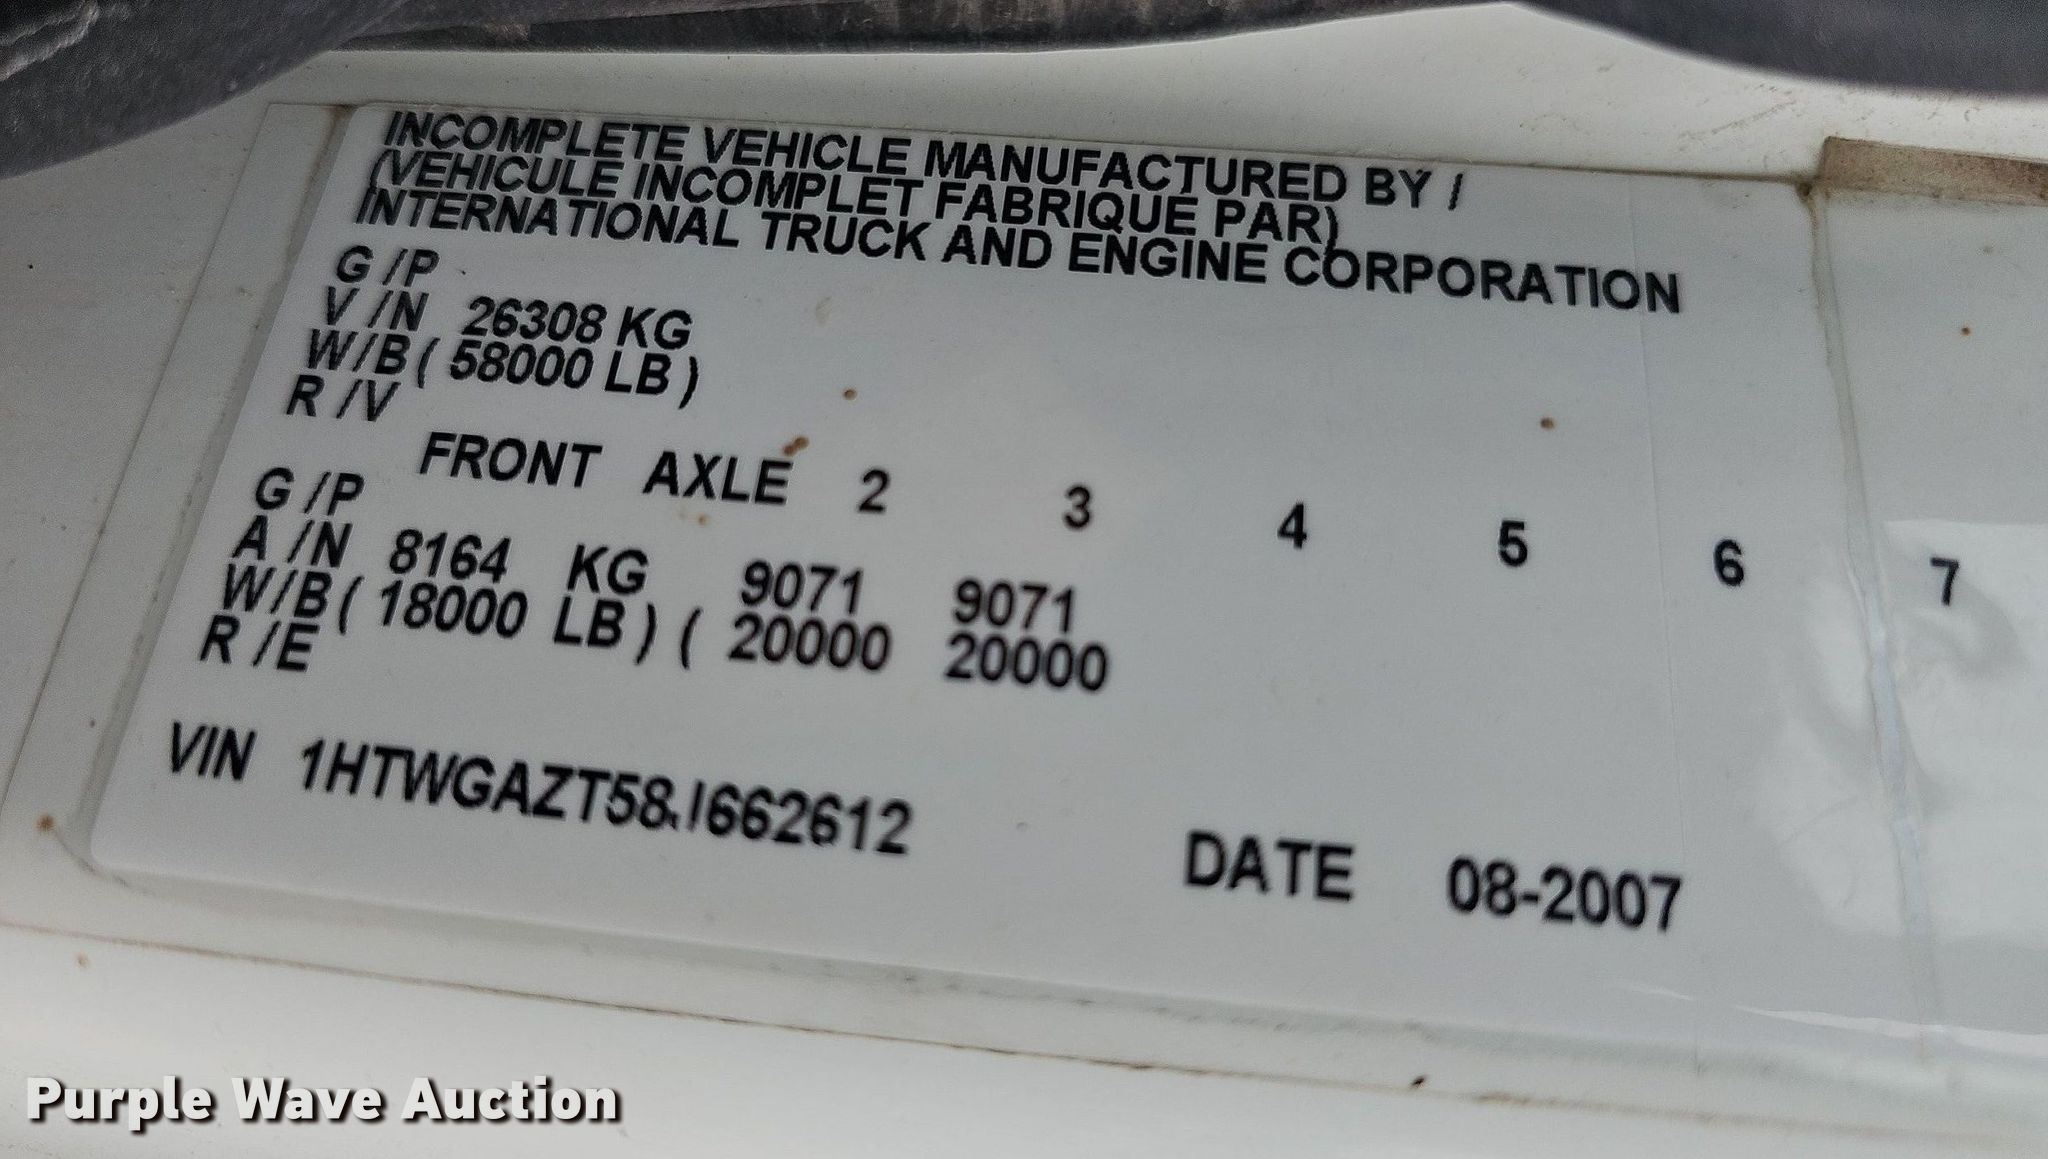 INCOMPLETE VEHICLE MANUFACTURED BY /
(VEHICULE INCOMPLET FABRIQUE PAR)
INTERNATIONAL TRUCK AND ENGINE CORPORATION
G /P
V /N 26308 KG
W/B ( 58000 LB )
R /V
FRONT AXLE 2 3 4 5 6 7
G /P
A /N 8164 KG 9071 9071
W/B ( 18000 LB ) ( 20000 20000
R /E
VIN 1HTWGAZT58J662612 DATE 08-2007
Purple Wave Auction